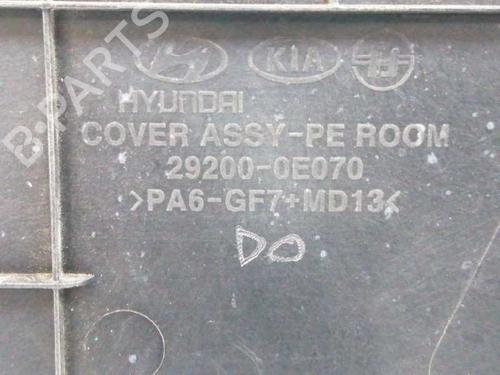 B-PARTS
KIA
HYUNDAI
COVER ASSY-PE ROOM
29200-0E070
>PA6-GF7+MD13<
DO